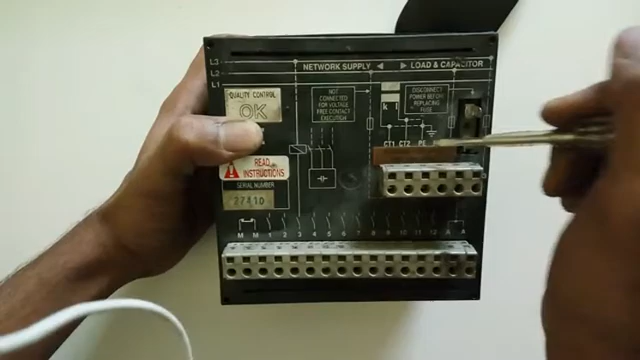 L3
NETWORK SUPPLY
LOAD & CAPACITOR
L2
L1
QUALITY CONTROL
OK
NOT
CONNECTED
FOR VOLTAGE
FREE CONTACT
EXECUTION
DISCONNECT
POWER BEFORE
REPLACING
FUSE
k l
CT1 CT2 PE
READ
INSTRUCTIONS
SERIAL NUMBER
27410
M M 1 2 3 4 5 6 7 8 9 10 11 12 A A